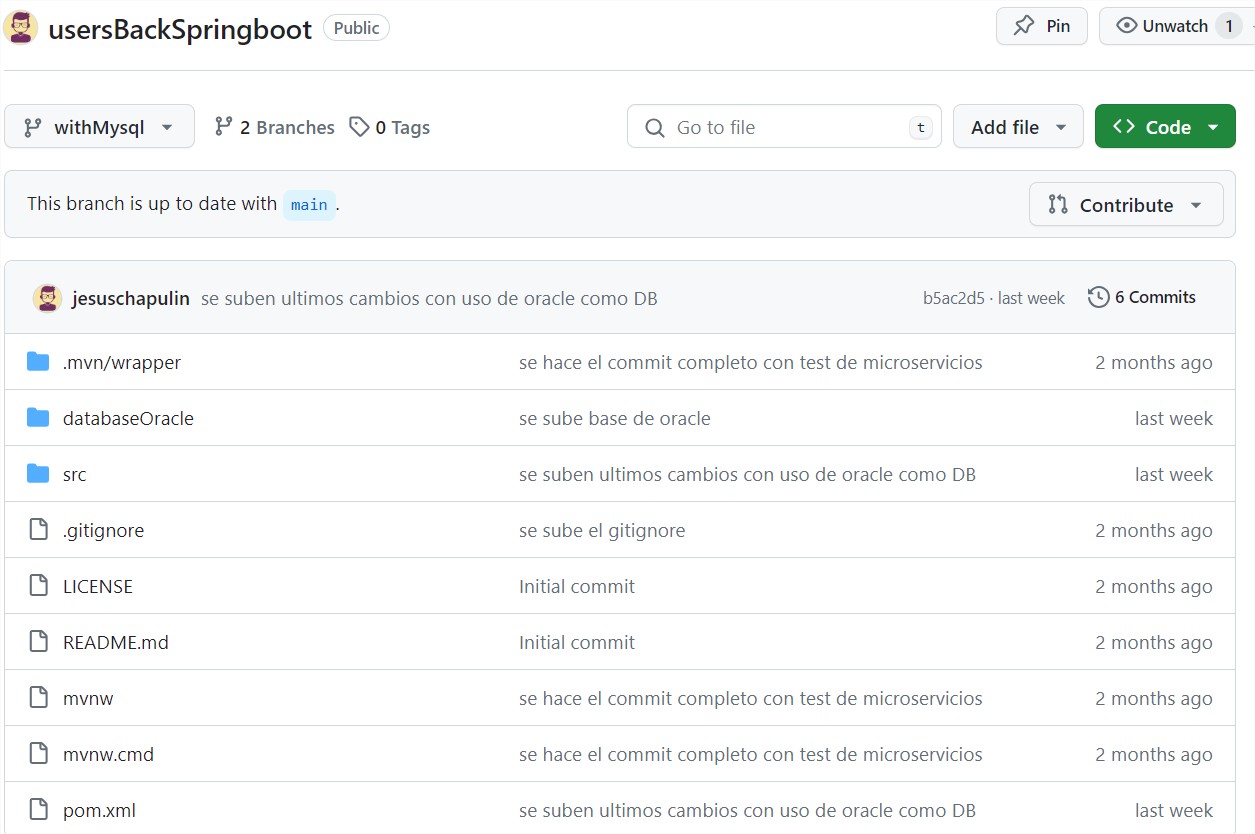 usersBackSpringboot Public Pin Unwatch 1
withMysql 2 Branches 0 Tags Go to file t Add file Code
This branch is up to date with main .
Contribute
jesuschapulin se suben ultimos cambios con uso de oracle como DB b5ac2d5 · last week 6 Commits
.mvn/wrapper se hace el commit completo con test de microservicios 2 months ago
databaseOracle se sube base de oracle last week
src se suben ultimos cambios con uso de oracle como DB last week
.gitignore se sube el gitignore 2 months ago
LICENSE Initial commit 2 months ago
README.md Initial commit 2 months ago
mvnw se hace el commit completo con test de microservicios 2 months ago
mvnw.cmd se hace el commit completo con test de microservicios 2 months ago
pom.xml se suben ultimos cambios con uso de oracle como DB last week